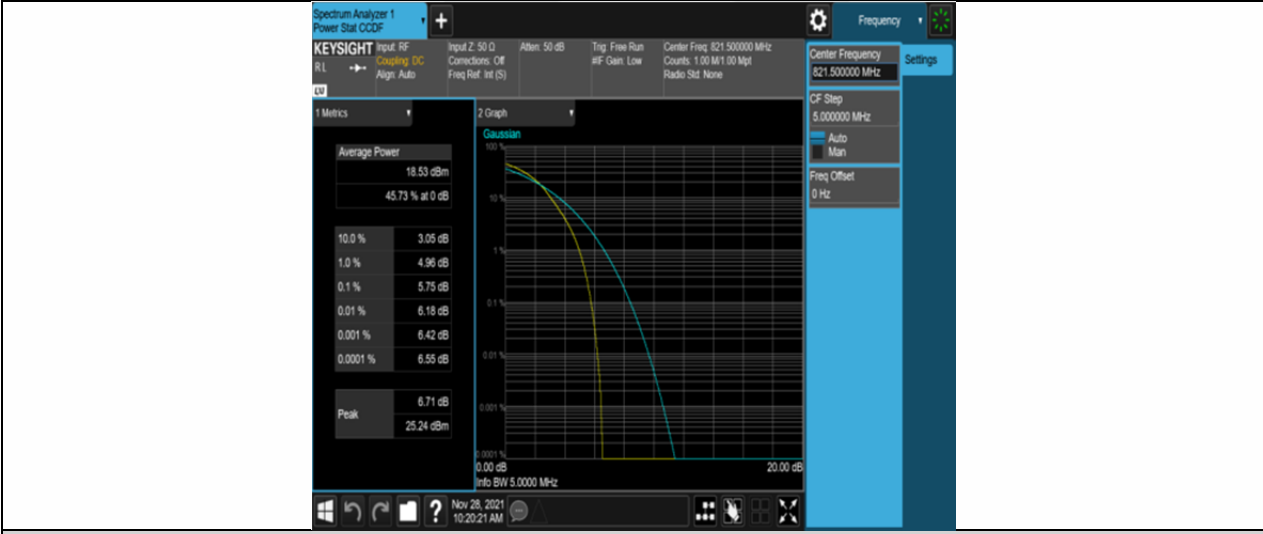 Spectrum Analyzer 1
Power Stat CCDF
+
Frequency
KEYSIGHT
R L
LV
Input: RF
Coupling: DC
Align: Auto
Input Z: 50 Ω
Corrections: Off
Freq Ref: Int (S)
Atten: 50 dB
Trig: Free Run
#IF Gain: Low
Center Freq: 821.500000 MHz
Counts: 1.00 M/1.00 Mpt
Radio Std: None
Center Frequency
821.500000 MHz
Settings
CF Step
5.000000 MHz
Auto
Man
Freq Offset
0 Hz
1 Metrics
Average Power
18.53 dBm
45.73 % at 0 dB
10.0 % 3.05 dB
1.0 % 4.96 dB
0.1 % 5.75 dB
0.01 % 6.18 dB
0.001 % 6.42 dB
0.0001 % 6.55 dB
Peak
6.71 dB
25.24 dBm
2 Graph
Gaussian
100 %
10 %
1 %
0.1 %
0.01 %
0.001 %
0.0001 %
0.00 dB 20.00 dB
Info BW 5.0000 MHz
?
Nov 28, 2021
10:20:21 AM